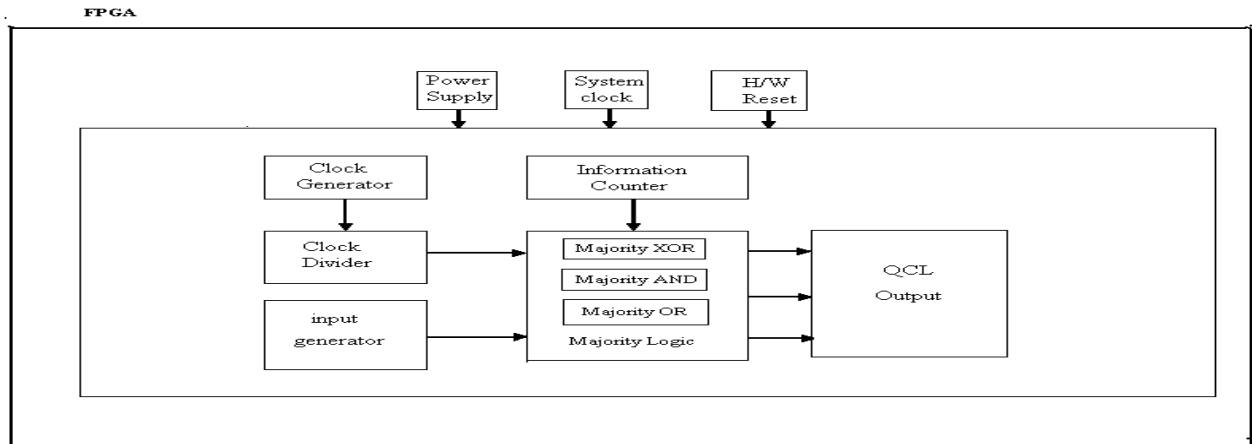 FPGA
Power
Supply
System
clock
H/W
Reset
Clock
Generator
Information
Counter
Clock
Divider
Majority XOR
Majority AND
Majority OR
Majority Logic
QCL
Output
input
generator